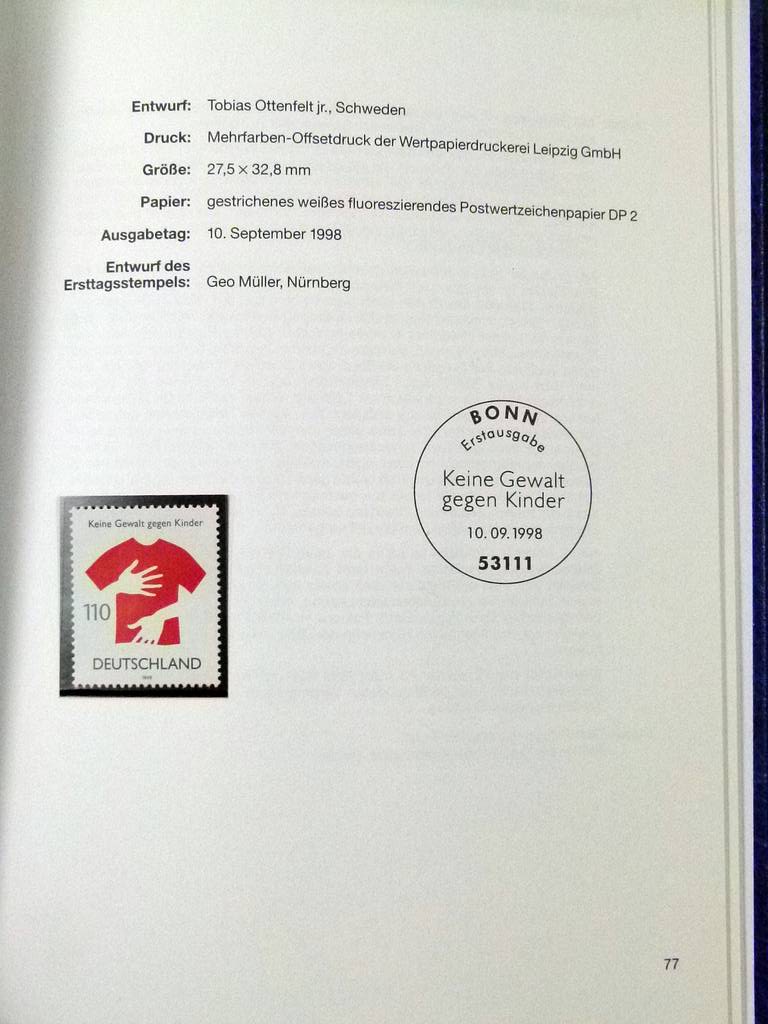 Entwurf: Tobias Ottenfelt jr., Schweden
Druck: Mehrfarben-Offsetdruck der Wertpapierdruckerei Leipzig GmbH
Größe: 27,5 × 32,8 mm
Papier: gestrichenes weißes fluoreszierendes Postwertzeichenpapier DP 2
Ausgabetag: 10. September 1998
Entwurf des
Ersttagsstempels: Geo Müller, Nürnberg
BONN
Erstausgabe
Keine Gewalt
gegen Kinder
10.09.1998
53111
Keine Gewalt gegen Kinder
110
DEUTSCHLAND
77